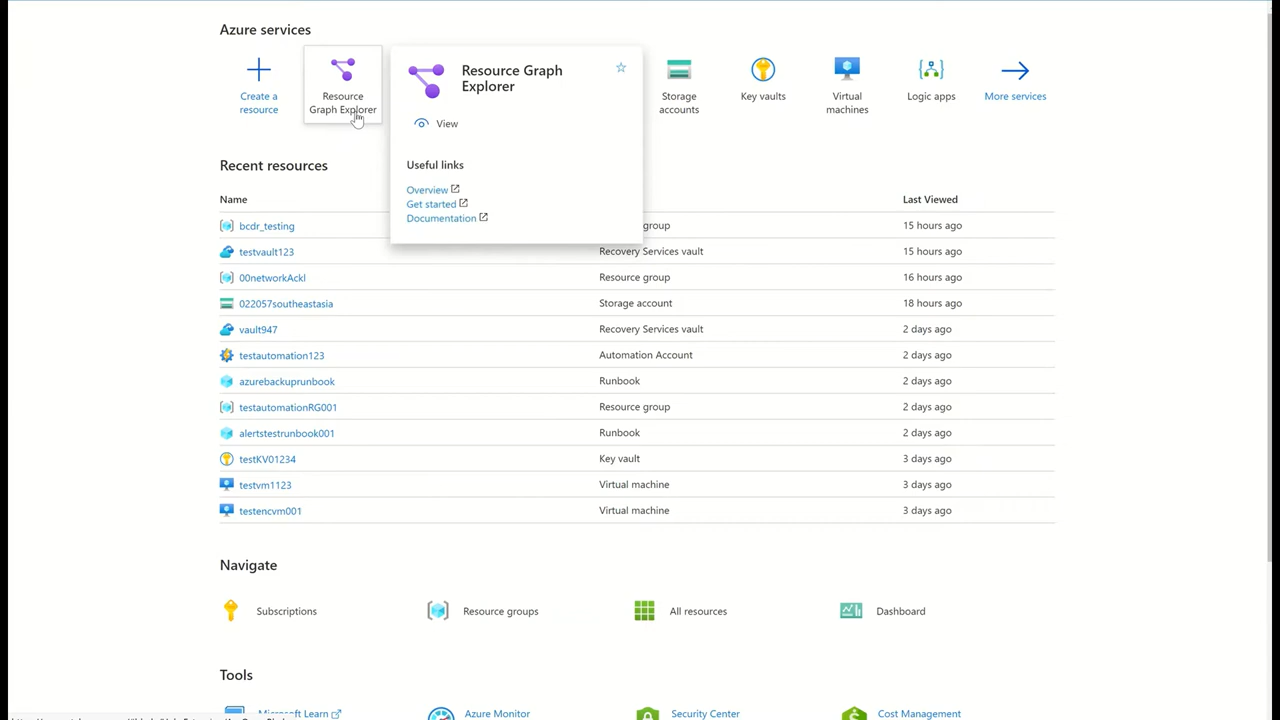 Azure services
Create a
resource
Resource
Graph Explorer
Resource Graph
Explorer
View
Useful links
Overview
Get started
Documentation
Storage
accounts
Key vaults
Virtual
machines
Logic apps
More services
Recent resources
Name
Last Viewed
bcdr_testing
group
15 hours ago
testvault123
Recovery Services vault
15 hours ago
00networkAckl
Resource group
16 hours ago
022057southeastasia
Storage account
18 hours ago
vault947
Recovery Services vault
2 days ago
testautomation123
Automation Account
2 days ago
azurebackuprunbook
Runbook
2 days ago
testautomationRG001
Resource group
2 days ago
alertstestrunbook001
Runbook
2 days ago
testKV01234
Key vault
3 days ago
testvm1123
Virtual machine
3 days ago
testencvm001
Virtual machine
3 days ago
Navigate
Subscriptions
Resource groups
All resources
Dashboard
Tools
Microsoft Learn
Azure Monitor
Security Center
Cost Management